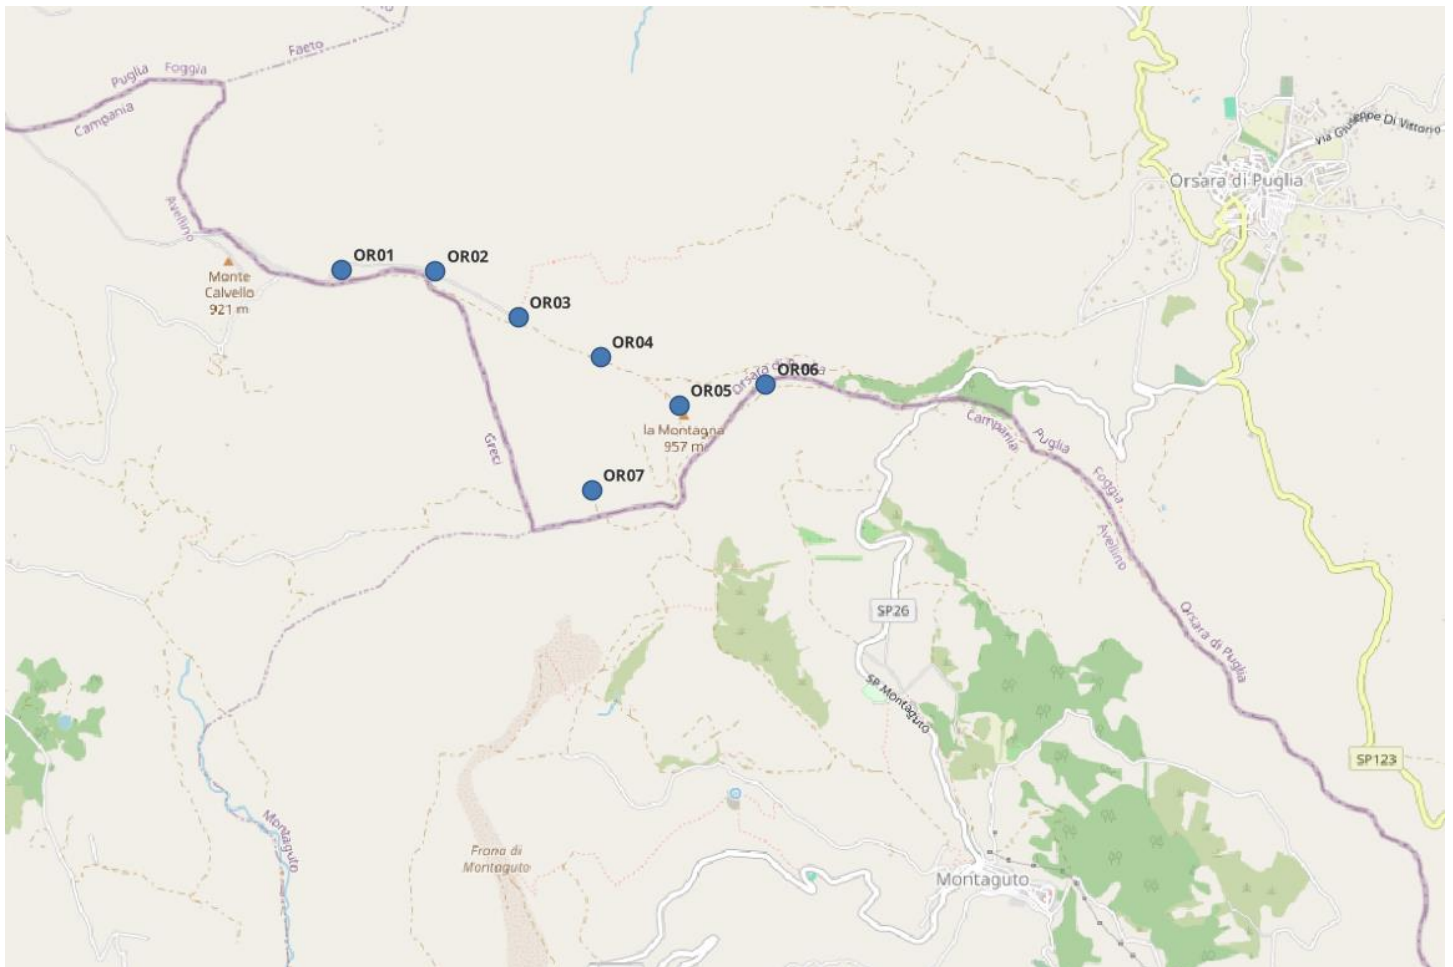 Faeto
Puglia
Foggia
Campania
Via Giuseppe Di Vittorio
Orsara di Puglia
Avellino
OR01
OR02
Monte
Calvello
921 m
OR03
OR04
OR06
OR05
la Montagna
957 m
Campania
Puglia
Greci
OR07
Foggia
Avellino
SP26
Orsara di Puglia
SP Montaguto
SP123
Montaguto
Frana di
Montaguto
Montaguto